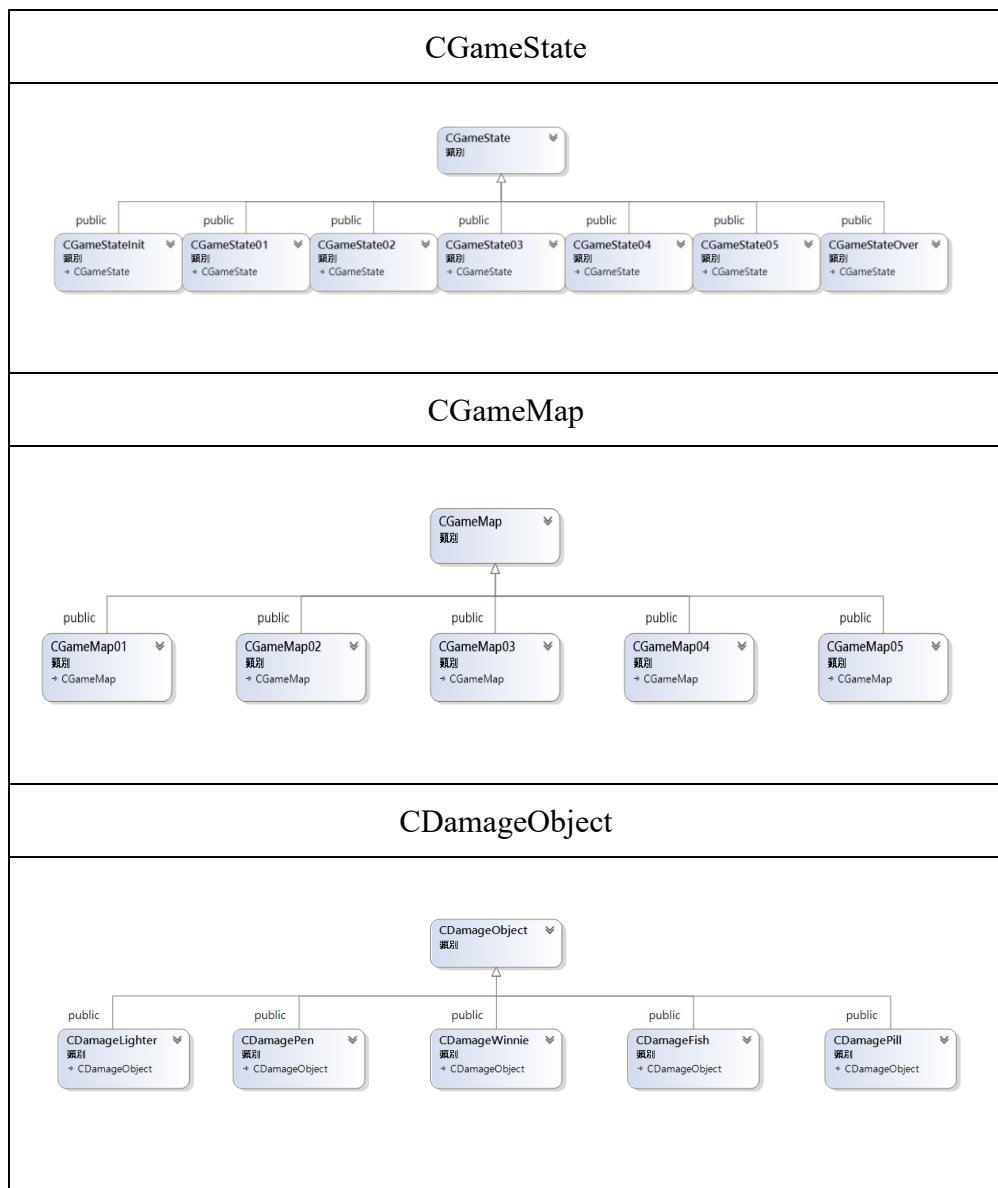 CGameState
CGameState
類別
public public public public public public public
CGameStateInit CGameState01 CGameState02 CGameState03 CGameState04 CGameState05 CGameStateOver
類別 類別 類別 類別 類別 類別 類別
→ CGameState → CGameState → CGameState → CGameState → CGameState → CGameState → CGameState
CGameMap
CGameMap
類別
public public public public public
CGameMap01 CGameMap02 CGameMap03 CGameMap04 CGameMap05
類別 類別 類別 類別 類別
→ CGameMap → CGameMap → CGameMap → CGameMap → CGameMap
CDamageObject
CDamageObject
類別
public public public public public
CDamageLighter CDamagePen CDamageWinnie CDamageFish CDamagePill
類別 類別 類別 類別 類別
→ CDamageObject → CDamageObject → CDamageObject → CDamageObject → CDamageObject